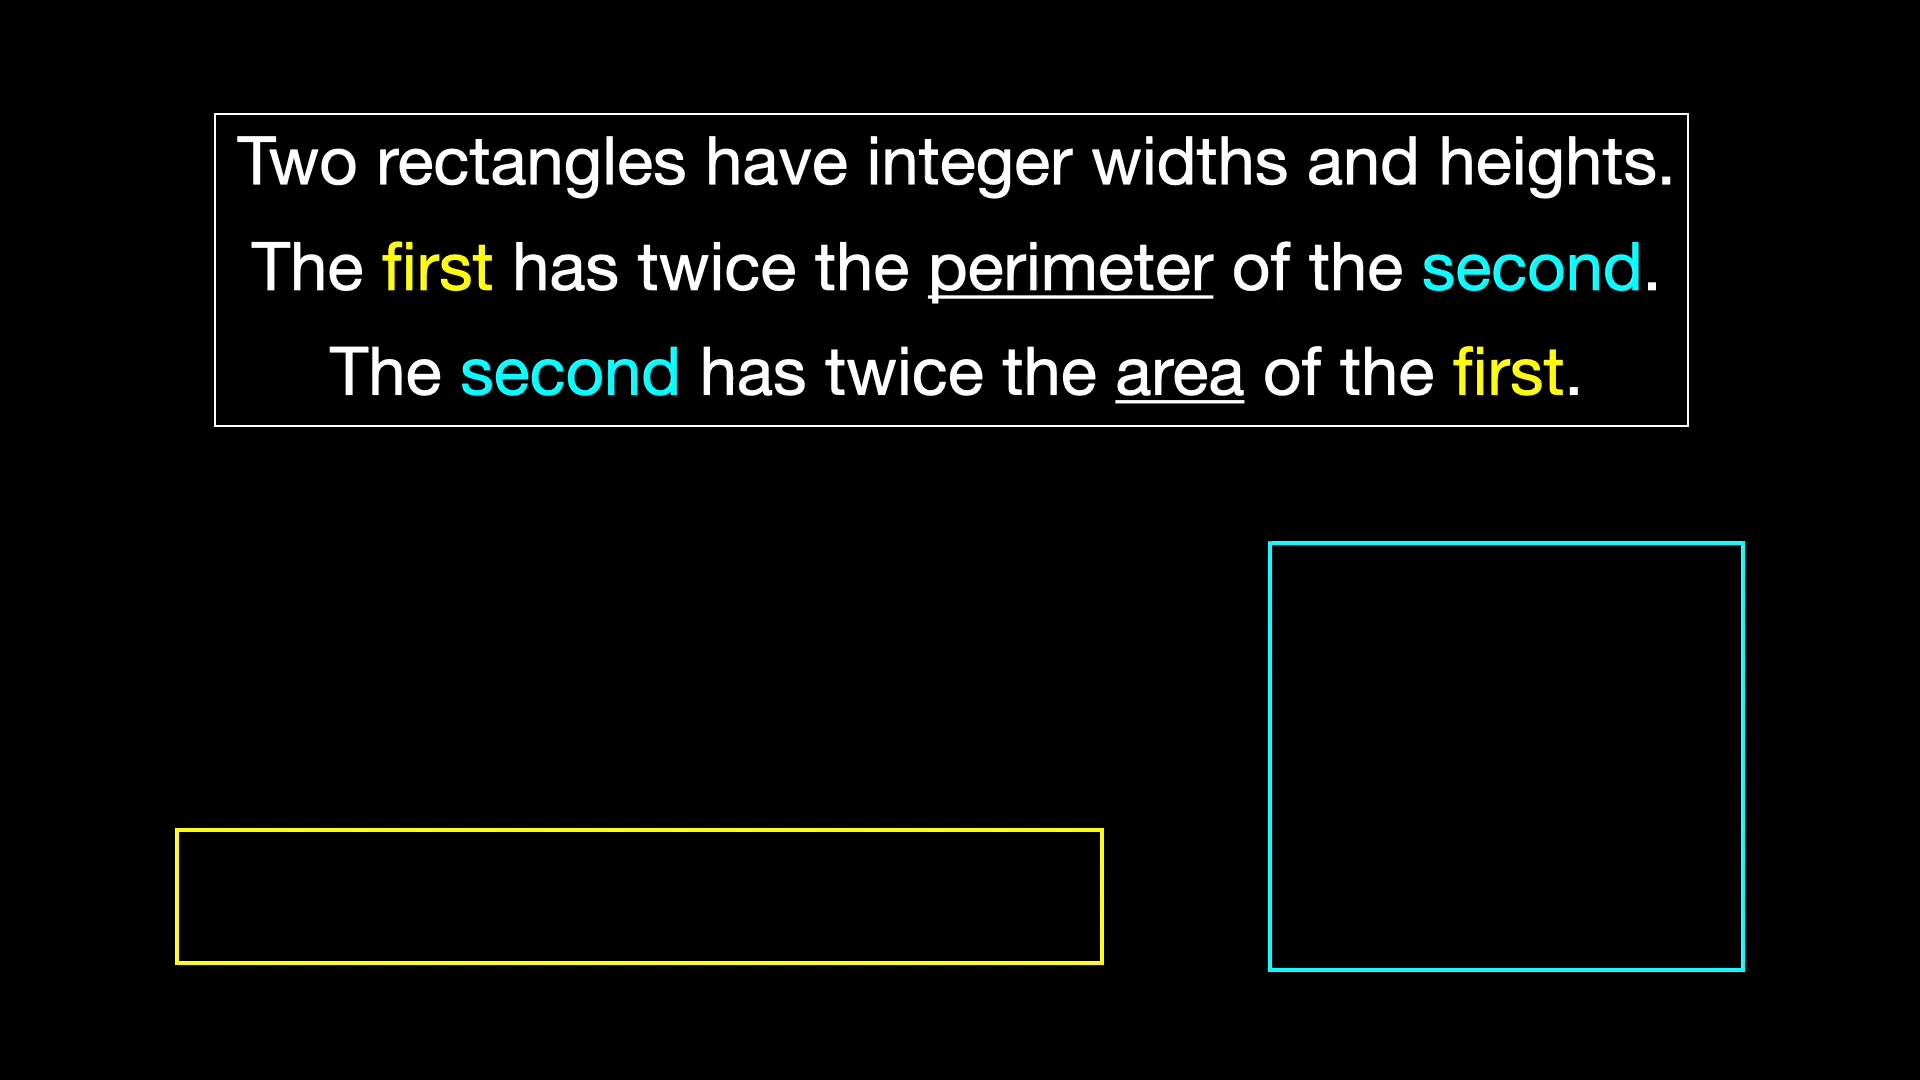 Two rectangles have integer widths and heights.
The first has twice the perimeter of the second.
The second has twice the area of the first.